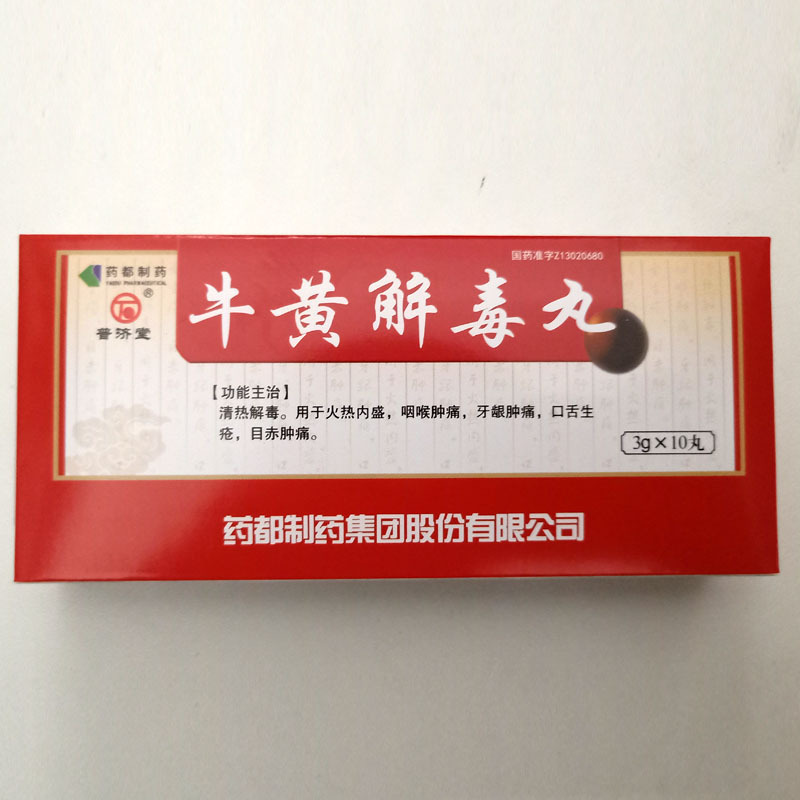 国药准字Z13020680
药都制药
YAODU PHARMACEUTICAL
®
普济堂
牛黄解毒丸
【功能主治】
清热解毒。用于火热内盛，咽喉肿痛，牙龈肿痛，口舌生
疮，目赤肿痛。
3g×10丸
药都制药集团股份有限公司